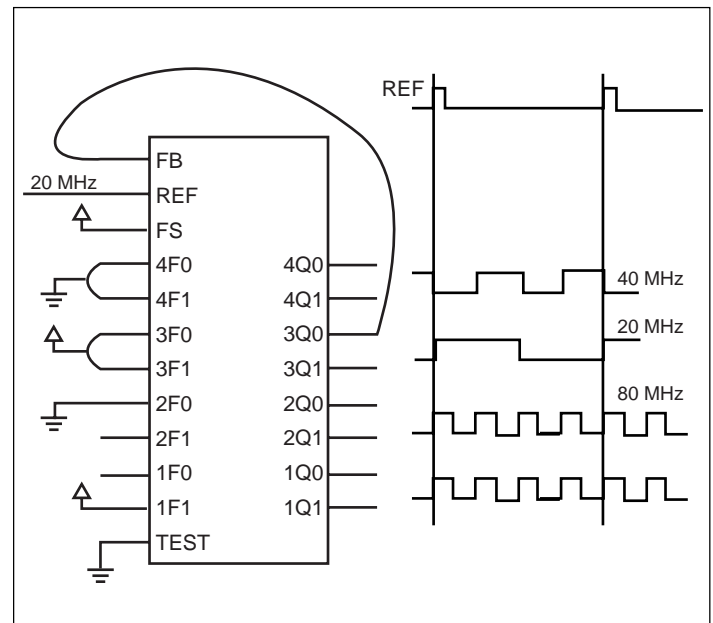 REF
FB
20 MHz
REF
FS
4F0 4Q0
40 MHz
4F1 4Q1
20 MHz
3F0 3Q0
3F1 3Q1
80 MHz
2F0 2Q0
2F1 2Q1
1F0 1Q0
1F1 1Q1
TEST